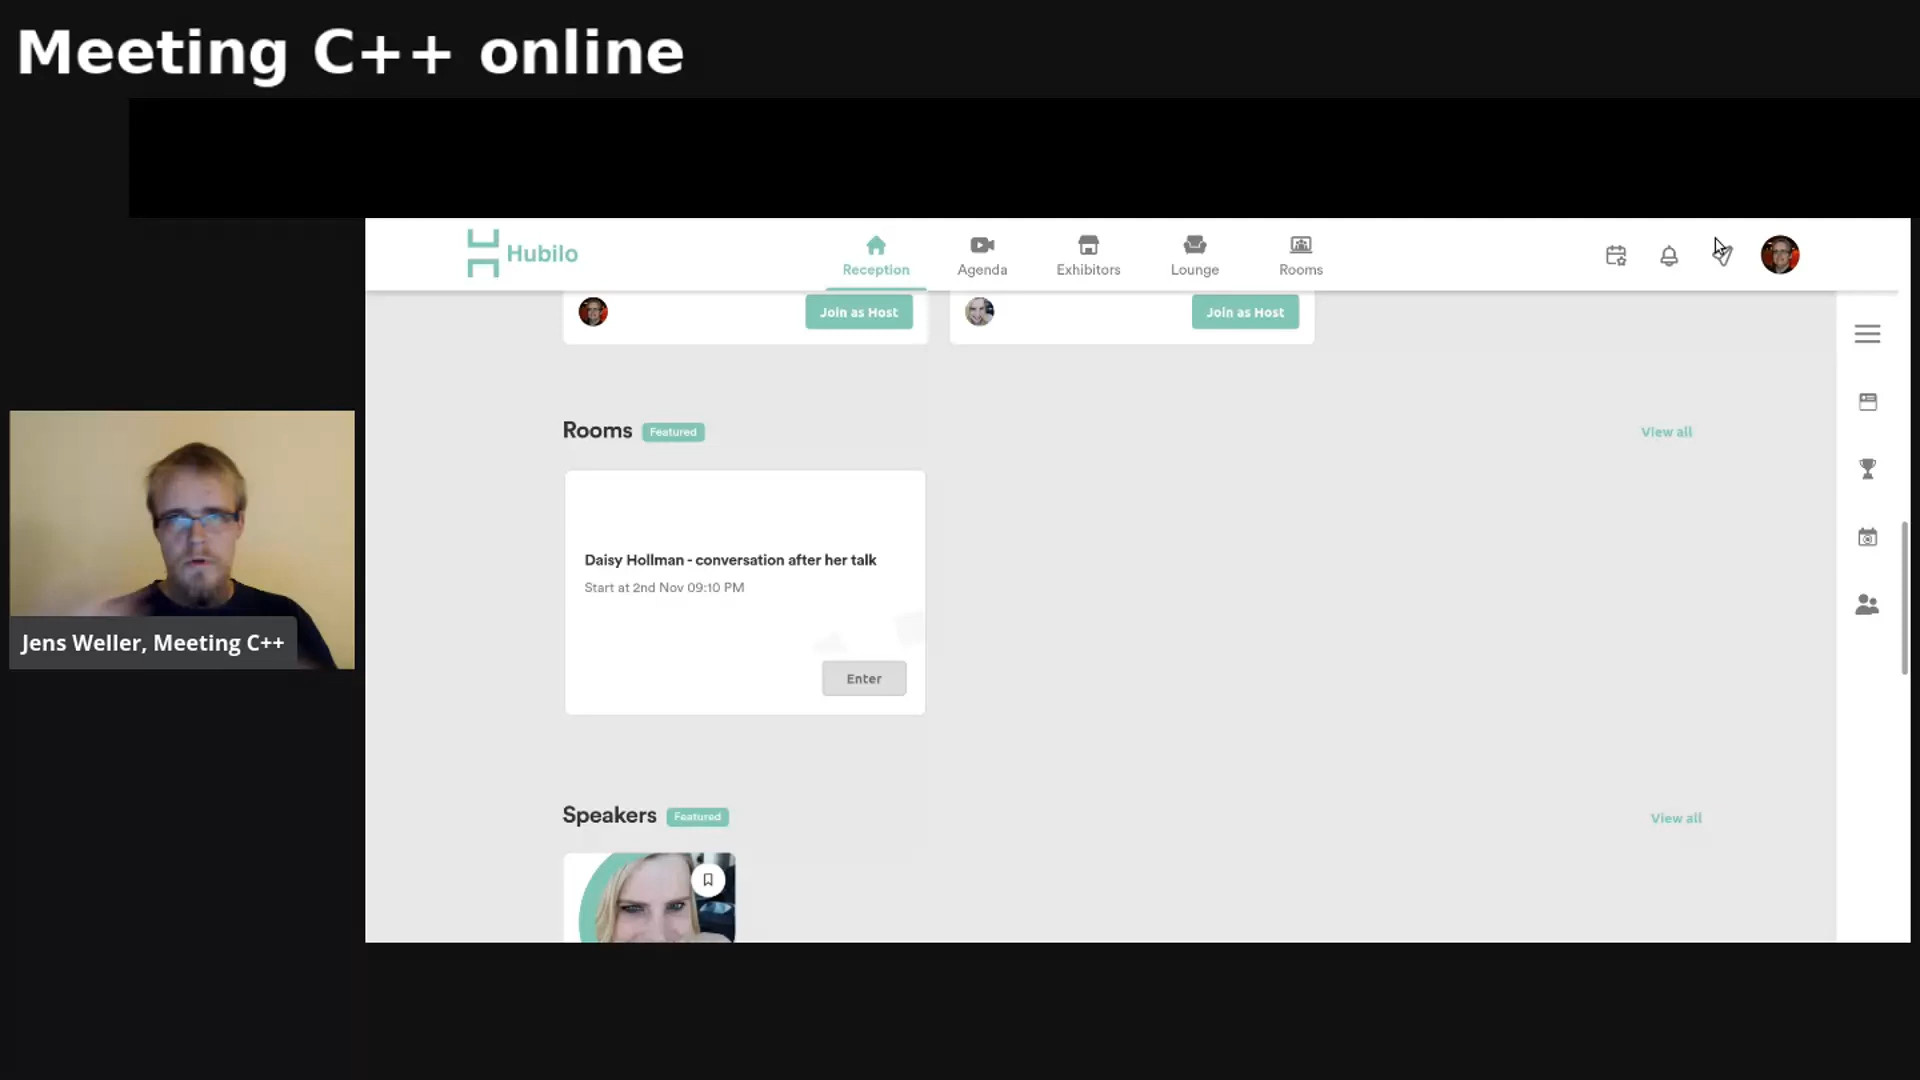 Meeting C++ online
Hubilo
Reception
Agenda
Exhibitors
Lounge
Rooms
Join as Host
Join as Host
Rooms
Featured
View all
Daisy Hollman - conversation after her talk
Start at 2nd Nov 09:10 PM
Enter
Jens Weller, Meeting C++
Speakers
Featured
View all